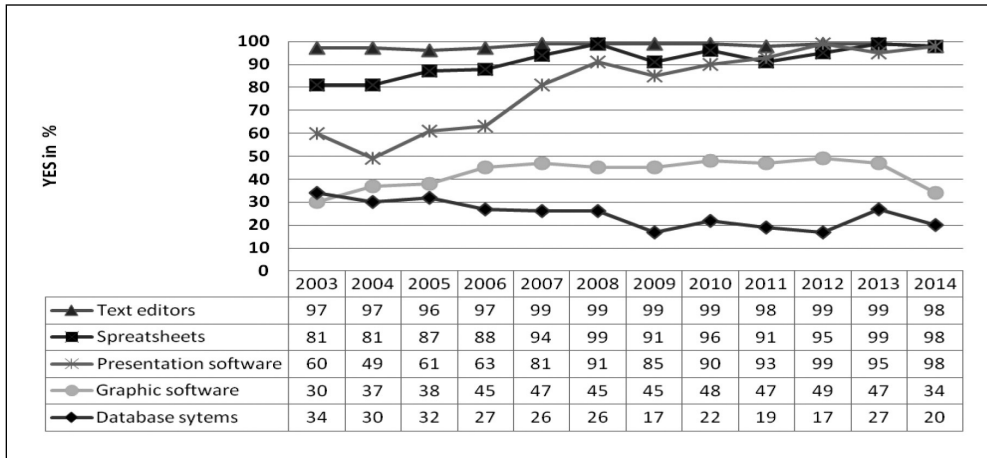 YES in %
100
90
80
70
60
50
40
30
20
10
0
2003 2004 2005 2006 2007 2008 2009 2010 2011 2012 2013 2014
Text editors 97 97 96 97 99 99 99 99 98 99 99 98
Spreatsheets 81 81 87 88 94 99 91 96 91 95 99 98
Presentation software 60 49 61 63 81 91 85 90 93 99 95 98
Graphic software 30 37 38 45 47 45 45 48 47 49 47 34
Database sytems 34 30 32 27 26 26 17 22 19 17 27 20